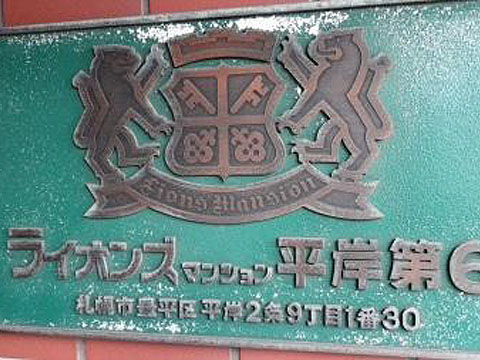 Lions Mansion
ライオンズマンション平岸第6
札幌市豊平区平岸2条9丁目1番30